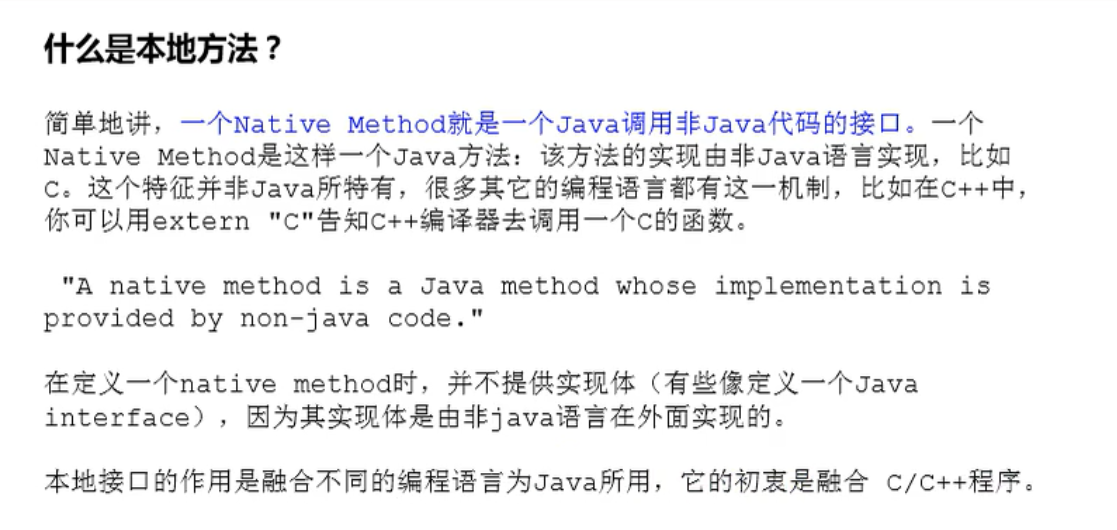 什么是本地方法？
简单地讲，一个Native Method就是一个Java调用非Java代码的接口。一个
Native Method是这样一个Java方法：该方法的实现由非Java语言实现，比如
C。这个特征并非Java所特有，很多其它的编程语言都有这一机制，比如在C++中，
你可以用extern "C"告知C++编译器去调用一个C的函数。
"A native method is a Java method whose implementation is
provided by non-java code."
在定义一个native method时，并不提供实现体（有些像定义一个Java
interface），因为其实现体是由非java语言在外面实现的。
本地接口的作用是融合不同的编程语言为Java所用，它的初衷是融合 C/C++程序。